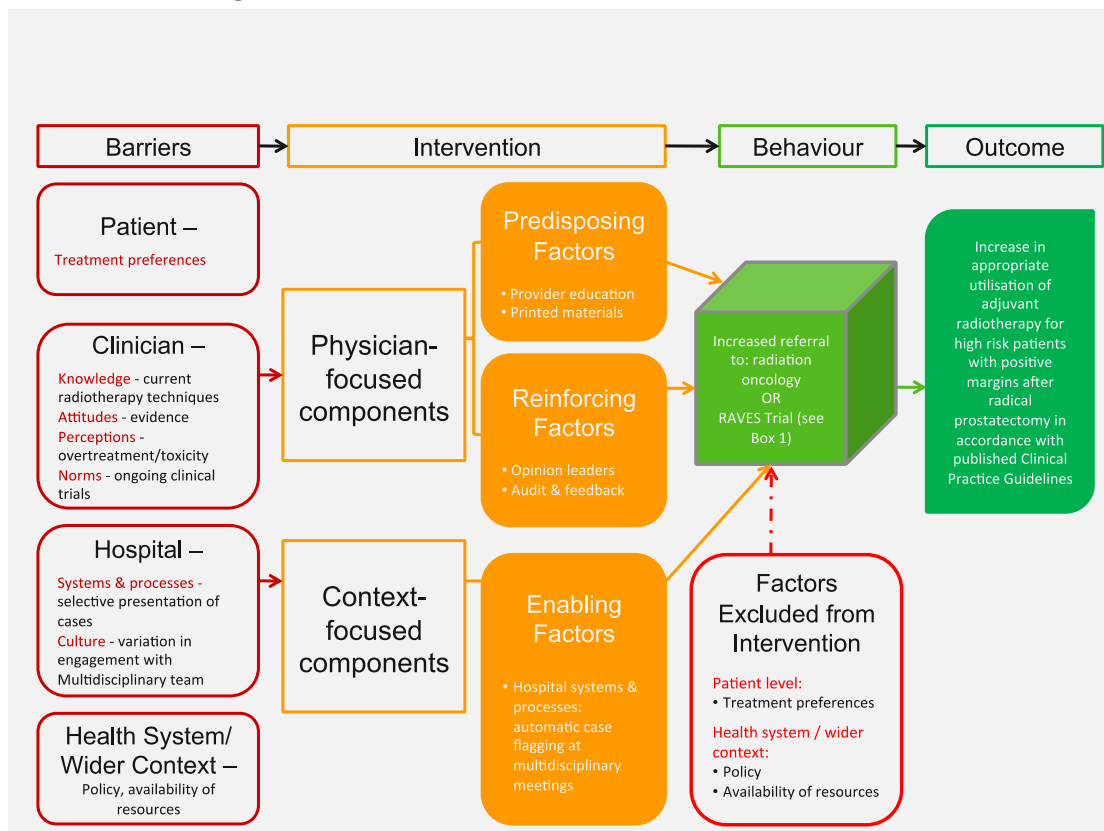 Barriers
Intervention
Behaviour
Outcome
Patient –
Treatment preferences
Clinician –
Knowledge - current
radiotherapy techniques
Attitudes - evidence
Perceptions -
overtreatment/toxicity
Norms - ongoing clinical
trials
Hospital –
Systems & processes -
selective presentation of
cases
Culture - variation in
engagement with
Multidisciplinary team
Health System/
Wider Context –
Policy, availability of
resources
Physician-
focused
components
Context-
focused
components
Predisposing
Factors
• Provider education
• Printed materials
Reinforcing
Factors
• Opinion leaders
• Audit & feedback
Enabling
Factors
• Hospital systems &
processes:
automatic case
flagging at
multidisciplinary
meetings
Increased referral
to: radiation
oncology
OR
RAVES Trial (see
Box 1)
Factors
Excluded from
Intervention
Patient level:
• Treatment preferences
Health system / wider
context:
• Policy
• Availability of resources
Increase in
appropriate
utilisation of
adjuvant
radiotherapy for
high risk patients
with positive
margins after
radical
prostatectomy in
accordance with
published Clinical
Practice Guidelines